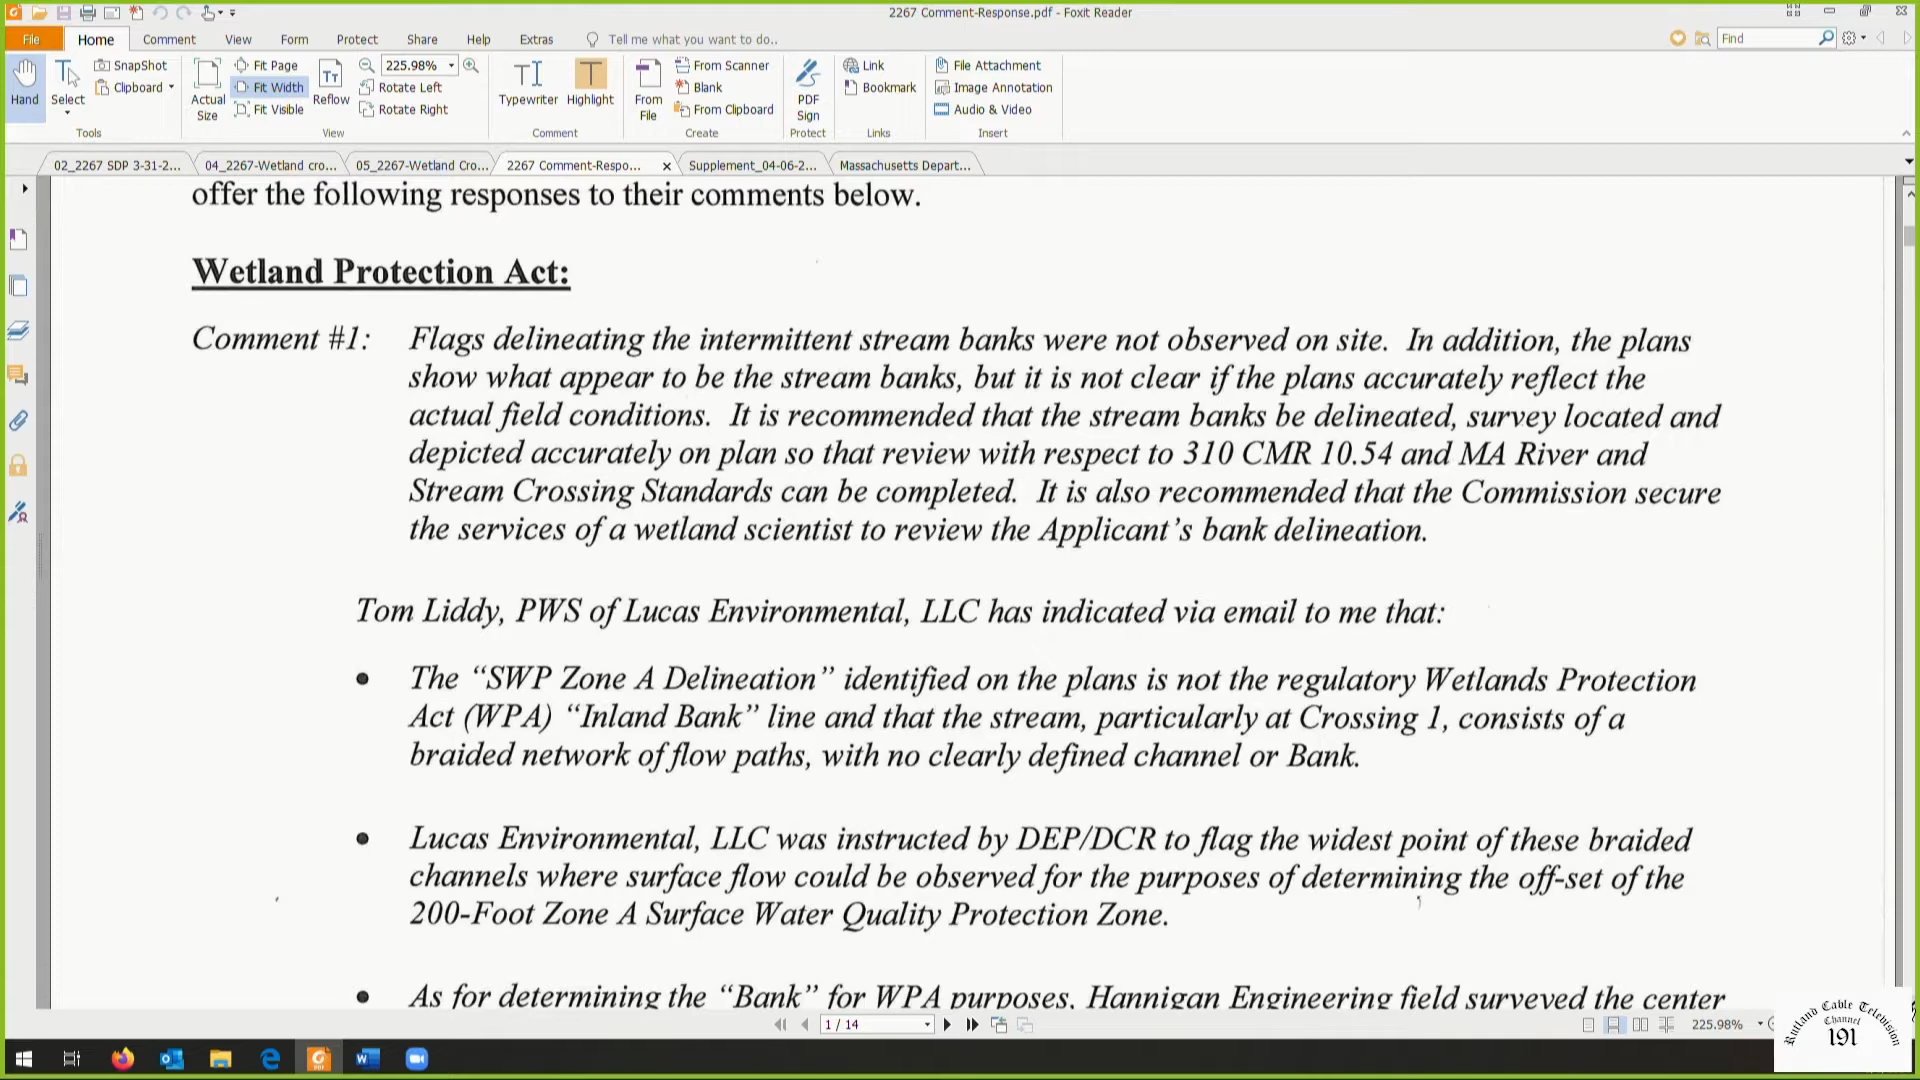 2267 Comment-Response.pdf - Foxit Reader
File Home Comment View Form Protect Share Help Extras Tell me what you want to do.. Find
Hand
Select
SnapShot
Clipboard
Tools
Actual Size
Fit Page
Fit Width
Fit Visible
Reflow
225.98%
Rotate Left
Rotate Right
View
Typewriter
Highlight
Comment
From File
From Scanner
Blank
From Clipboard
Create
PDF Sign
Protect
Link
Bookmark
Links
File Attachment
Image Annotation
Audio & Video
Insert
02_2267 SDP 3-31-2... 04_2267-Wetland cro... 05_2267-Wetland Cro... 2267 Comment-Respo... Supplement_04-06-2... Massachusetts Depart...
offer the following responses to their comments below.
Wetland Protection Act:
Comment #1: Flags delineating the intermittent stream banks were not observed on site. In addition, the plans
show what appear to be the stream banks, but it is not clear if the plans accurately reflect the
actual field conditions. It is recommended that the stream banks be delineated, survey located and
depicted accurately on plan so that review with respect to 310 CMR 10.54 and MA River and
Stream Crossing Standards can be completed. It is also recommended that the Commission secure
the services of a wetland scientist to review the Applicant's bank delineation.
Tom Liddy, PWS of Lucas Environmental, LLC has indicated via email to me that:
• The “SWP Zone A Delineation” identified on the plans is not the regulatory Wetlands Protection
Act (WPA) “Inland Bank” line and that the stream, particularly at Crossing 1, consists of a
braided network of flow paths, with no clearly defined channel or Bank.
• Lucas Environmental, LLC was instructed by DEP/DCR to flag the widest point of these braided
channels where surface flow could be observed for the purposes of determining the off-set of the
200-Foot Zone A Surface Water Quality Protection Zone.
• As for determining the “Bank” for WPA purposes, Hannigan Engineering field surveyed the center
1 / 14
225.98%
Rutland Cable Television
Channel
191